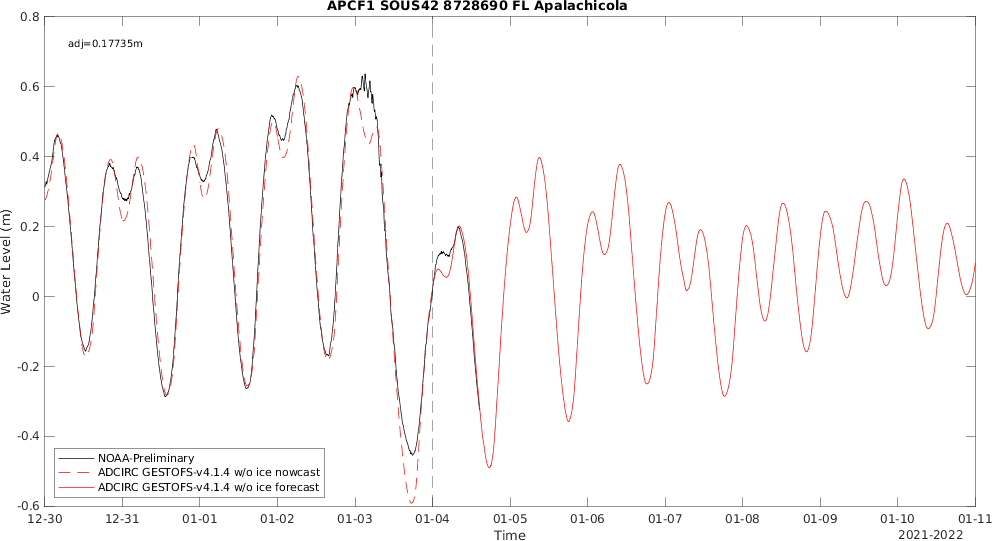 APCF1 SOUS42 8728690 FL Apalachicola
adj=0.17735m
Water Level (m)
0.8
0.6
0.4
0.2
0
-0.2
-0.4
-0.6
NOAA-Preliminary
ADCIRC GESTOFS-v4.1.4 w/o ice nowcast
ADCIRC GESTOFS-v4.1.4 w/o ice forecast
12-30 12-31 01-01 01-02 01-03 01-04 01-05 01-06 01-07 01-08 01-09 01-10 01-11
Time
2021-2022